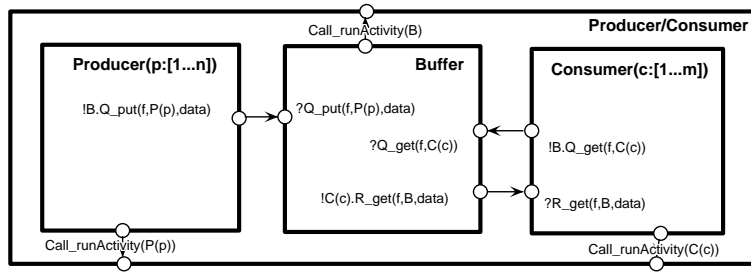 Call_runActivity(B)
Producer/Consumer
Producer(p:[1...n])
Buffer
Consumer(c:[1...m])
!B.Q_put(f,P(p),data)
?Q_put(f,P(p),data)
?Q_get(f,C(c))
!B.Q_get(f,C(c))
!C(c).R_get(f,B,data)
?R_get(f,B,data)
Call_runActivity(P(p))
Call_runActivity(C(c))